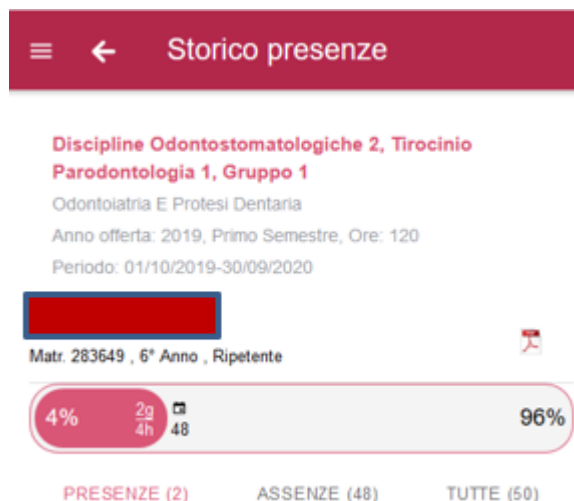 Storico presenze
Discipline Odontostomatologiche 2, Tirocinio
Parodontologia 1, Gruppo 1
Odontoiatria E Protesi Dentaria
Anno offerta: 2019, Primo Semestre, Ore: 120
Periodo: 01/10/2019-30/09/2020
Matr. 283649 , 6° Anno , Ripetente
4% 2g 96%
4h 48
PRESENZE (2) ASSENZE (48) TUTTE (50)